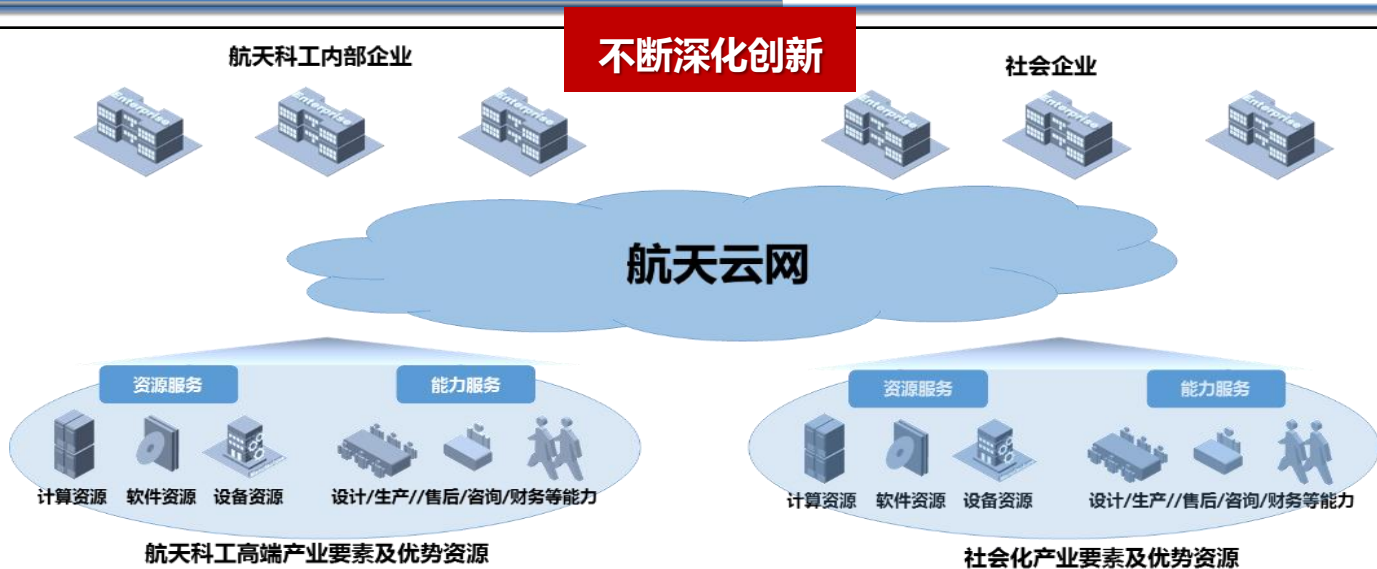 不断深化创新
航天科工内部企业
社会企业
Enterprise
Enterprise
Enterprise
Enterprise
Enterprise
Enterprise
航天云网
资源服务
能力服务
资源服务
能力服务
计算资源
软件资源
设备资源
设计/生产//售后/咨询/财务等能力
计算资源
软件资源
设备资源
设计/生产//售后/咨询/财务等能力
航天科工高端产业要素及优势资源
社会化产业要素及优势资源